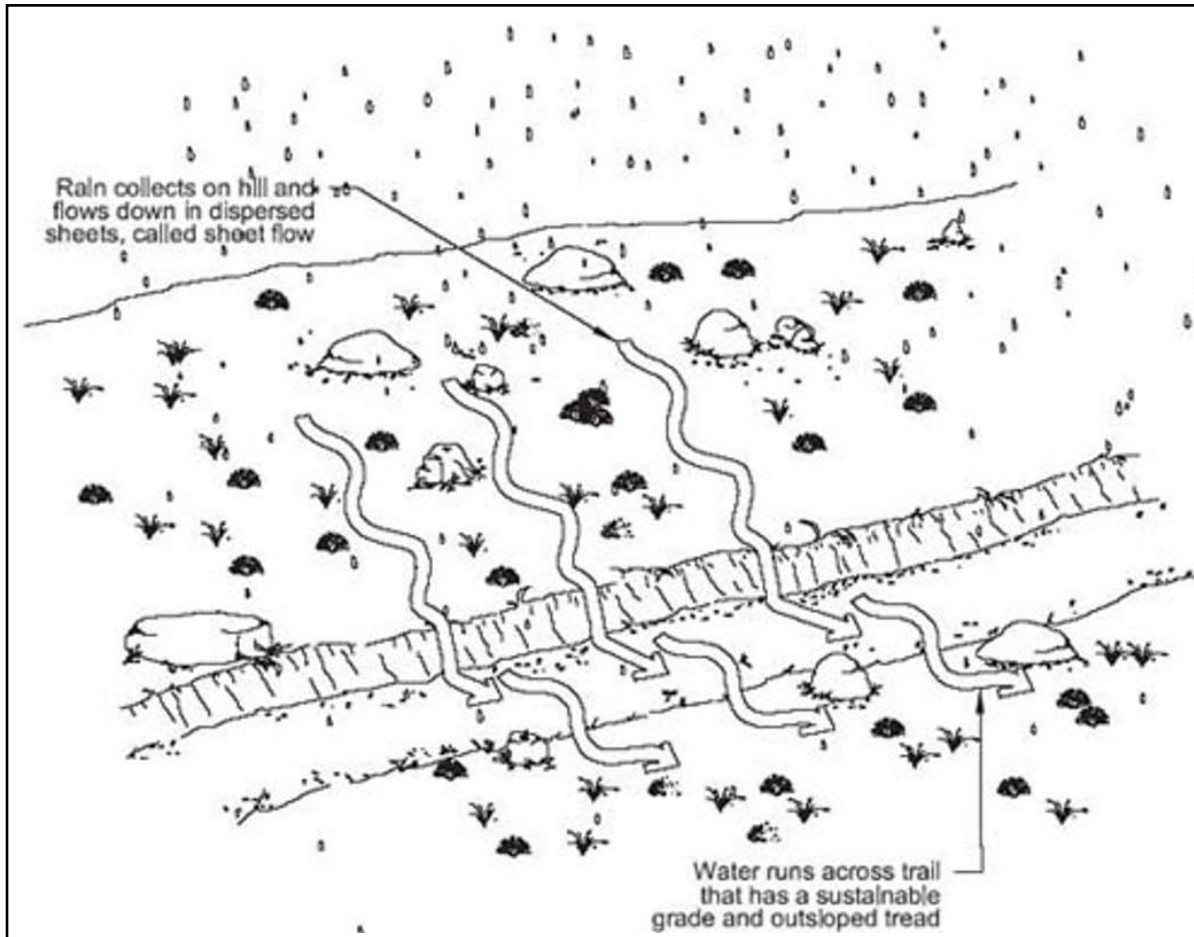 Rain collects on hill and
flows down in dispersed
sheets, called sheet flow
Water runs across trail
that has a sustainable
grade and outsloped tread